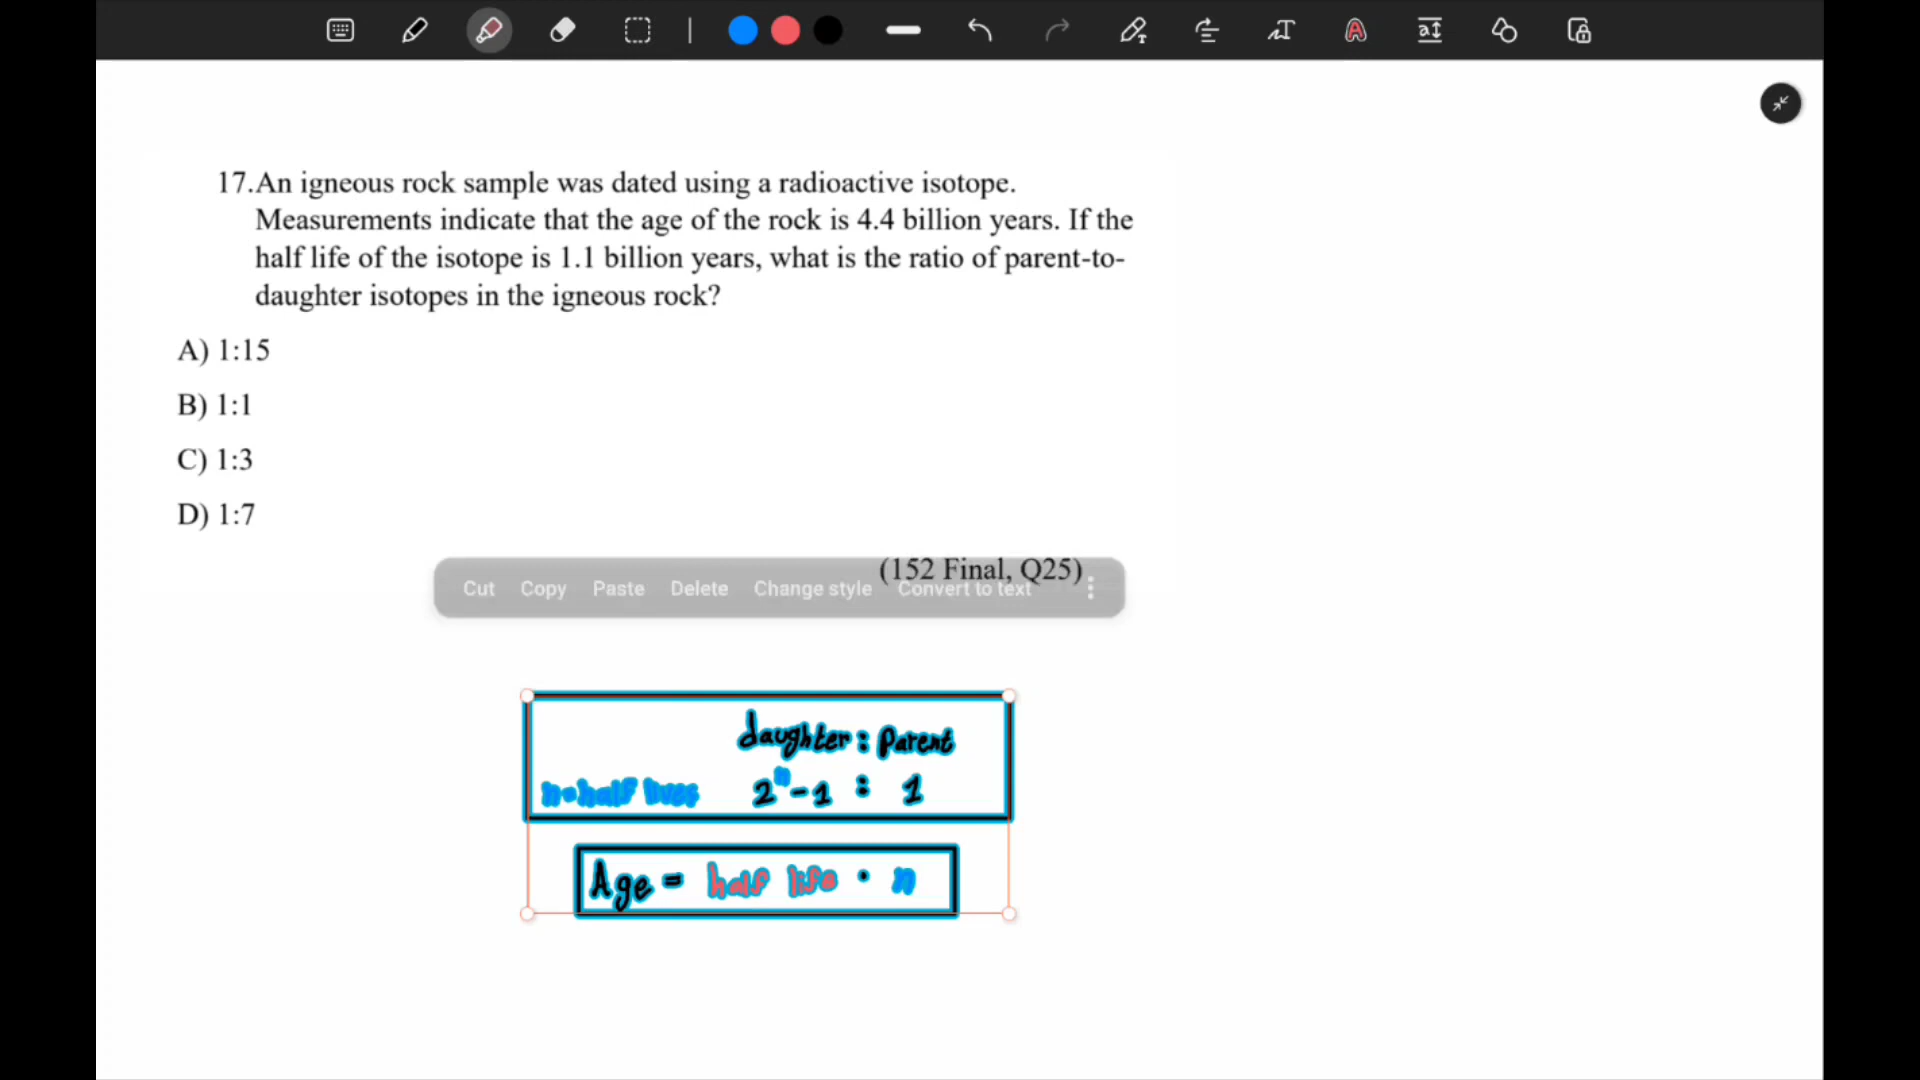 17.An igneous rock sample was dated using a radioactive isotope.
Measurements indicate that the age of the rock is 4.4 billion years. If the
half life of the isotope is 1.1 billion years, what is the ratio of parent-to-
daughter isotopes in the igneous rock?
A) 1:15
B) 1:1
C) 1:3
D) 1:7
(152 Final, Q25)
Cut Copy Paste Delete Change style Convert to text
daughter : Parent
n=half lives 2ⁿ-1 : 1
Age = half life · n